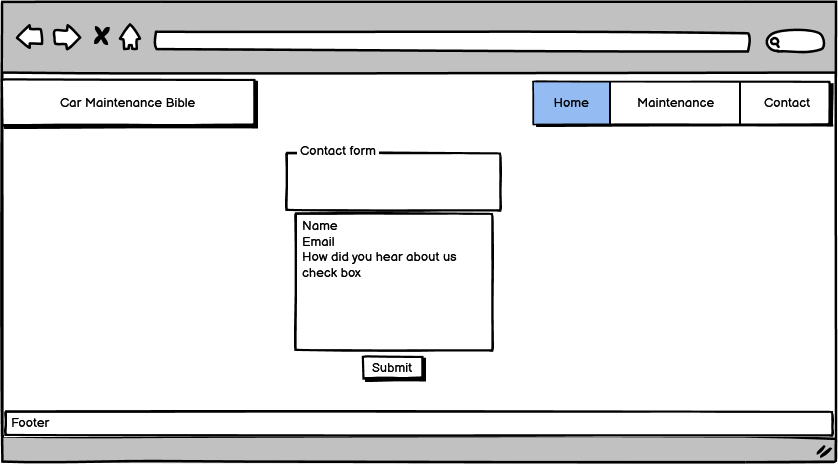 Car Maintenance Bible
Home
Maintenance
Contact
Contact form
Name
Email
How did you hear about us
check box
Submit
Footer